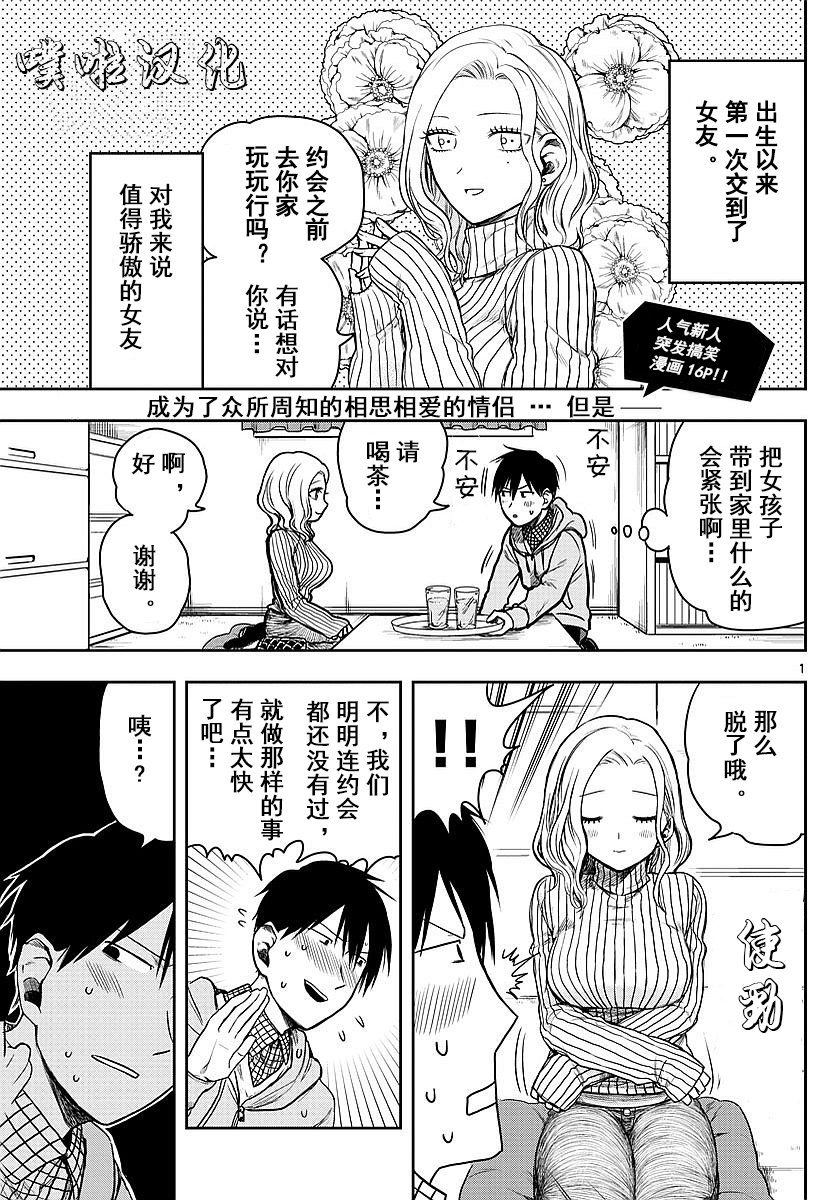 噗啦汉化
出生以来
第一次交到了
女友。
约会之前
去你家
玩玩行吗?
有话想对
你说…
对我来说
值得骄傲的女友
人气新人
突发搞笑
漫画16P!!
成为了众所周知的相思相爱的情侣…但是——
把女孩子
带到家里什么的
会紧张啊…
不安
不安
请
喝茶…
好啊,
谢谢。
1
那么
脱了哦。
!!
使劲
不,我们
明明连约会
都还没有过,
就做那样的事
有点太快
了吧…
咦…?